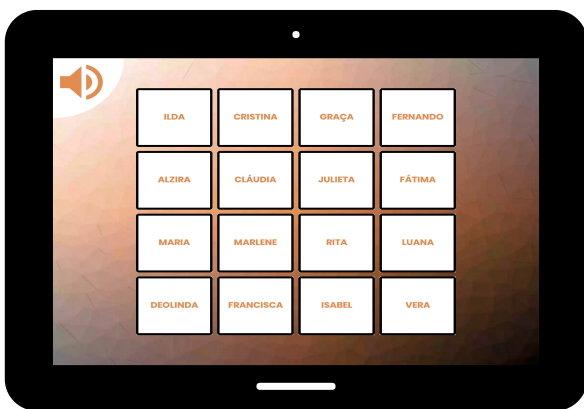 ILDA CRISTINA GRAÇA FERNANDO
ALZIRA CLÁUDIA JULIETA FÁTIMA
MARIA MARLENE RITA LUANA
DEOLINDA FRANCISCA ISABEL VERA